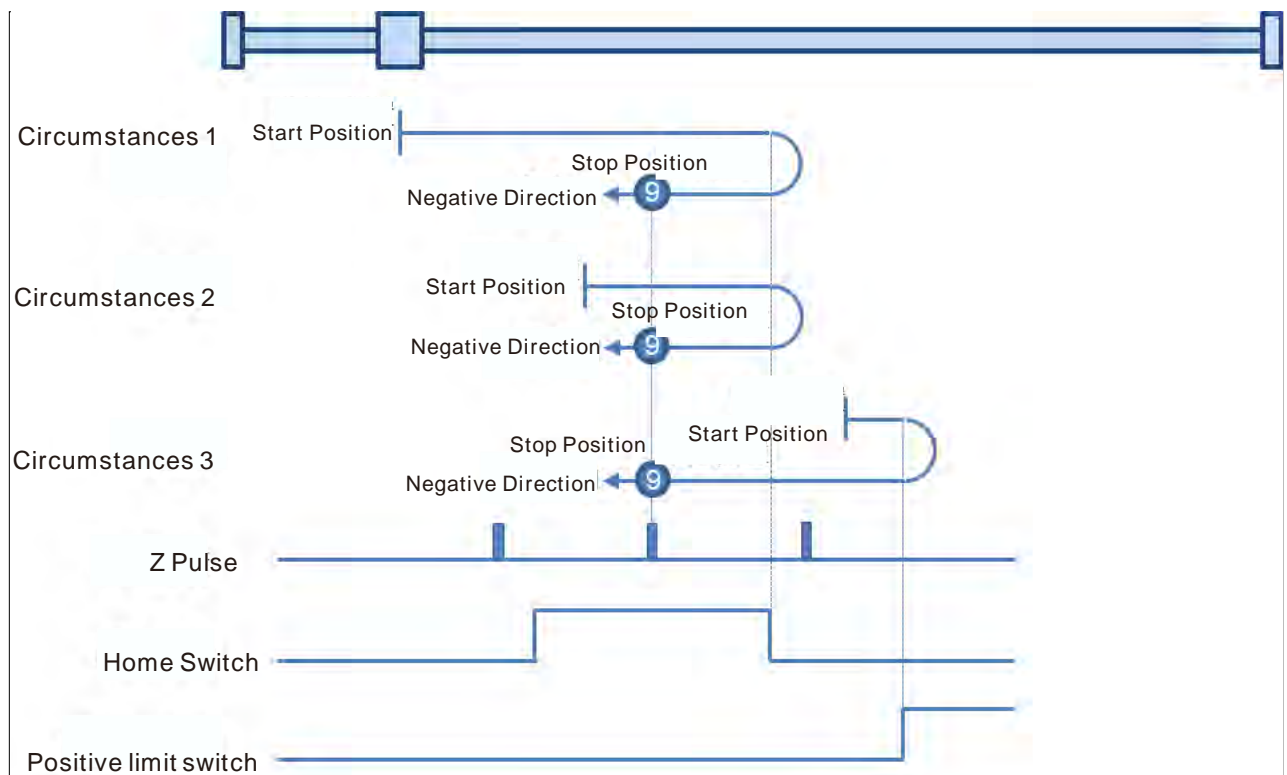 Circumstances 1
Start Position
Stop Position
9
Negative Direction
Circumstances 2
Start Position
Stop Position
9
Negative Direction
Circumstances 3
Start Position
Stop Position
9
Negative Direction
Z Pulse
Home Switch
Positive limit switch